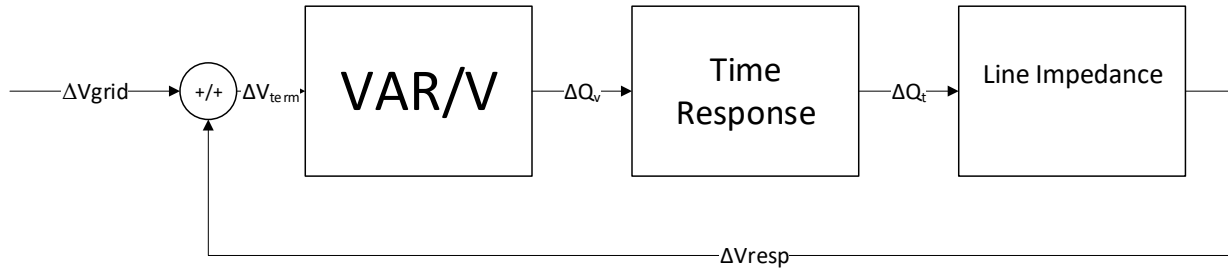 ΔVgrid
+/+
ΔVterm
VAR/V
ΔQv
Time
Response
ΔQt
Line Impedance
ΔVresp